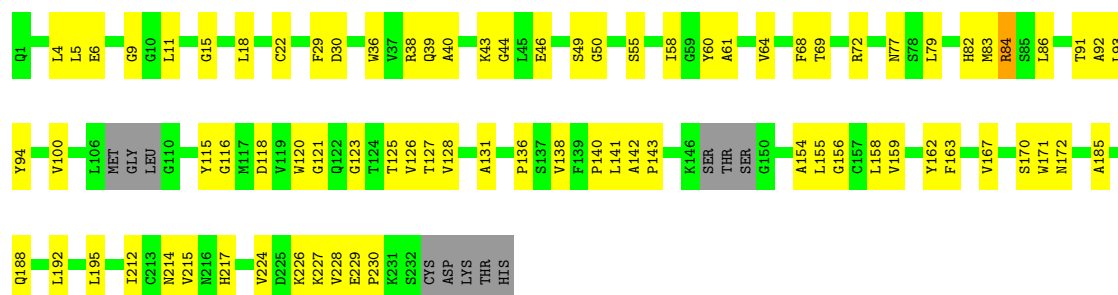 Q1 L4 L5 E6 G9 G10 L11 G15 L18 C22 F29 D30 W36 V37 R38 Q39 A40 K43 G44 L45 E46 S49 G50 S55 I58 G59 Y60 A61 V64 F68 T69 R72 N77 S78 L79 H82 M83 R84 S85 L86 T91 A92 L93
Y94 V100 L106 MET GLY LEU G110 Y115 G116 M117 D118 V119 W120 G121 Q122 G123 T124 T125 V126 T127 V128 A131 P136 S137 V138 F139 P140 L141 A142 P143 K146 SER THR SER G150 A154 L155 G156 C157 L158 V159 Y162 F163 V167 S170 W171 N172 A185
Q188 L192 L195 I212 C213 N214 V215 N216 H217 V224 D225 K226 K227 V228 E229 P230 K231 S232 CYS ASP LYS THR HIS